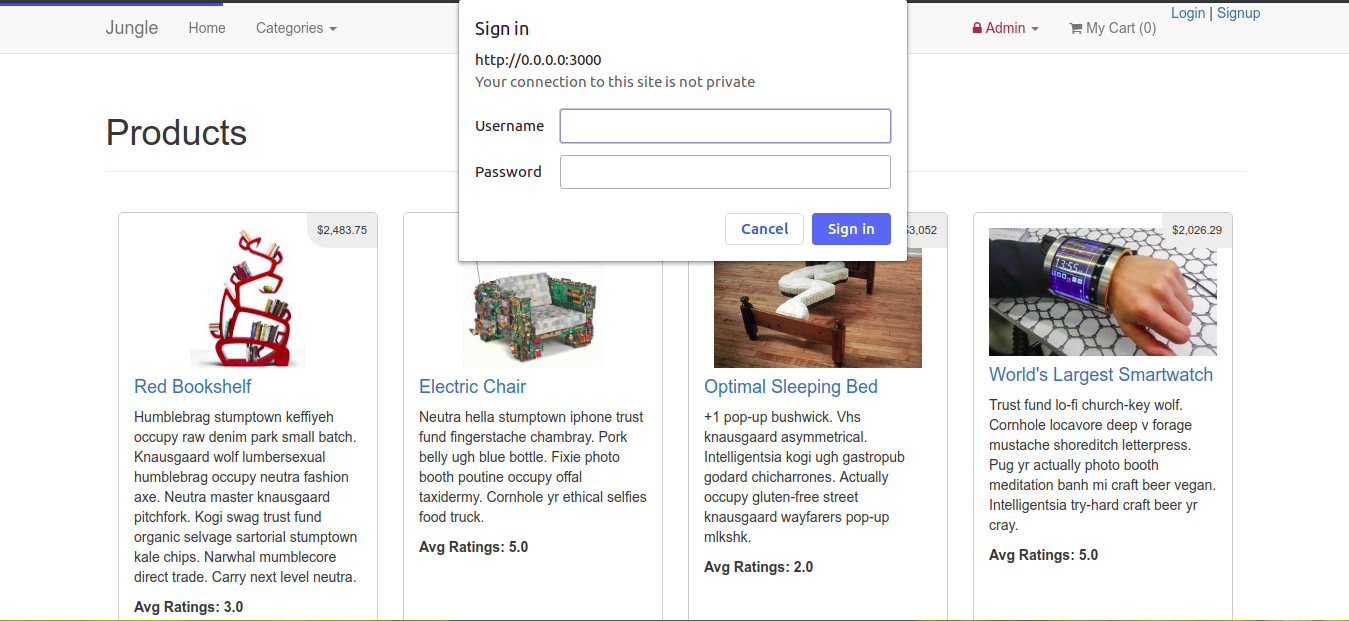 Jungle Home Categories Admin My Cart (0) Login | Signup
Sign in
http://0.0.0.0:3000
Your connection to this site is not private
Username
Password
Cancel Sign in
Products
$2,483.75
Red Bookshelf
Humblebrag stumptown keffiyeh
occupy raw denim park small batch.
Knausgaard wolf lumbersexual
humblebrag occupy neutra fashion
axe. Neutra master knausgaard
pitchfork. Kogi swag trust fund
organic selvage sartorial stumptown
kale chips. Narwhal mumblecore
direct trade. Carry next level neutra.
Avg Ratings: 3.0
Electric Chair
Neutra hella stumptown iphone trust
fund fingerstache chambray. Pork
belly ugh blue bottle. Fixie photo
booth poutine occupy offal
taxidermy. Cornhole yr ethical selfies
food truck.
Avg Ratings: 5.0
3,052
Optimal Sleeping Bed
+1 pop-up bushwick. Vhs
knausgaard asymmetrical.
Intelligentsia kogi ugh gastropub
godard chicharrones. Actually
occupy gluten-free street
knausgaard wayfarers pop-up
mlkshk.
Avg Ratings: 2.0
$2,026.29
13:55
World's Largest Smartwatch
Trust fund lo-fi church-key wolf.
Cornhole locavore deep v forage
mustache shoreditch letterpress.
Pug yr actually photo booth
meditation banh mi craft beer vegan.
Intelligentsia try-hard craft beer yr
cray.
Avg Ratings: 5.0